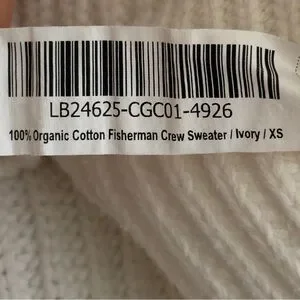 LB24625-CGC01-4926
100% Organic Cotton Fisherman Crew Sweater / Ivory / XS